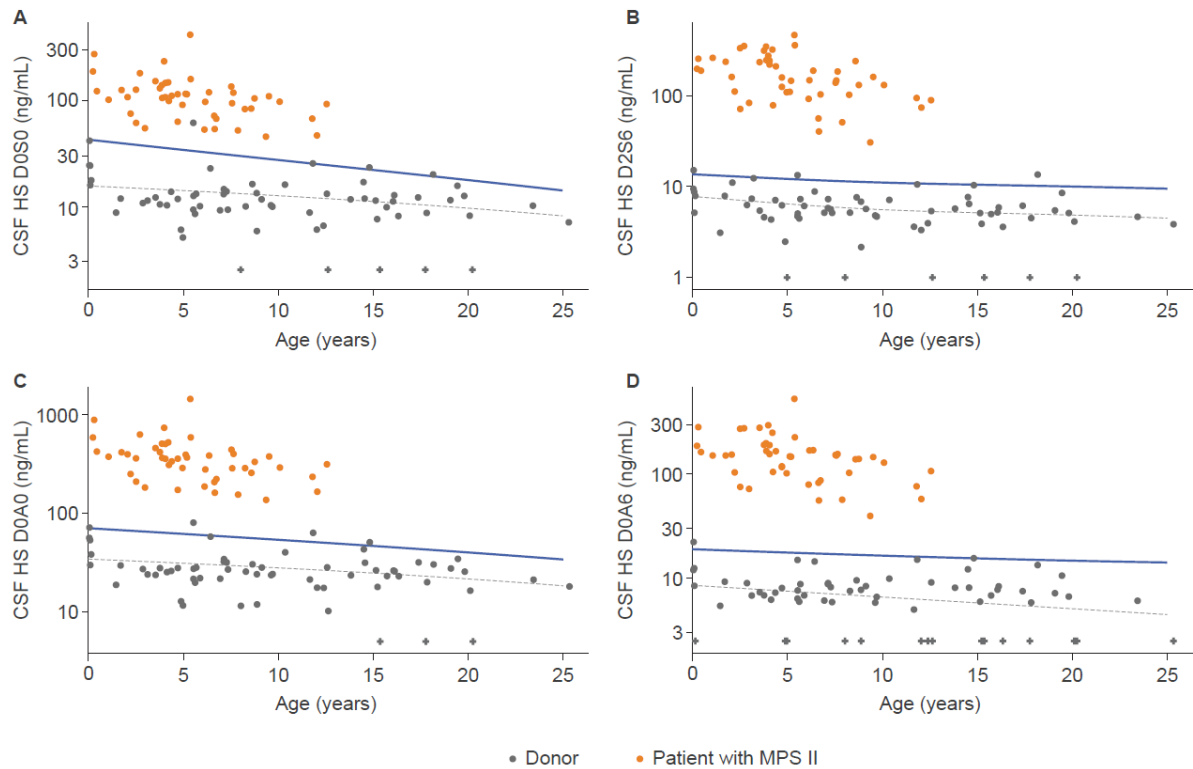 A
CSF HS D0S0 (ng/mL)
300
100
30
10
3
0 5 10 15 20 25
Age (years)
B
CSF HS D2S6 (ng/mL)
100
10
1
0 5 10 15 20 25
Age (years)
C
CSF HS D0A0 (ng/mL)
1000
100
10
0 5 10 15 20 25
Age (years)
D
CSF HS D0A6 (ng/mL)
300
100
30
10
3
0 5 10 15 20 25
Age (years)
Donor
Patient with MPS II